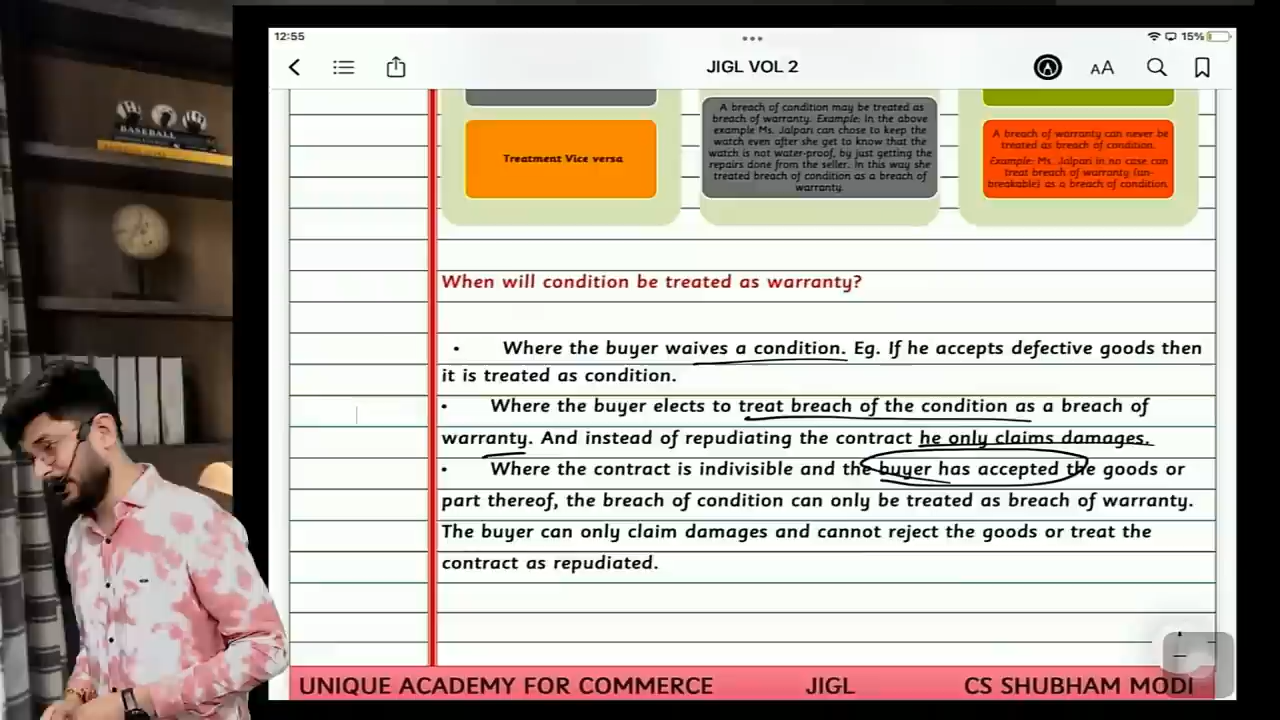 12:55
15%
JIGL VOL 2
AA
BASEBALL
Treatment Vice versa
A breach of condition may be treated as
breach of warranty. Example: In the above
example Ms. Jalpari can chose to keep the
watch even after she get to know that the
watch is not water-proof, by just getting the
repairs done from the seller. In this way she
treated breach of condition as a breach of
warranty.
A breach of warranty can never be
treated as breach of condition.
Example: Ms. Jalpari in no case can
treat breach of warranty (un-
breakable) as a breach of condition.
When will condition be treated as warranty?
• Where the buyer waives a condition. Eg. If he accepts defective goods then
it is treated as condition.
• Where the buyer elects to treat breach of the condition as a breach of
warranty. And instead of repudiating the contract he only claims damages.
• Where the contract is indivisible and the buyer has accepted the goods or
part thereof, the breach of condition can only be treated as breach of warranty.
The buyer can only claim damages and cannot reject the goods or treat the
contract as repudiated.
UNIQUE ACADEMY FOR COMMERCE JIGL CS SHUBHAM MODI